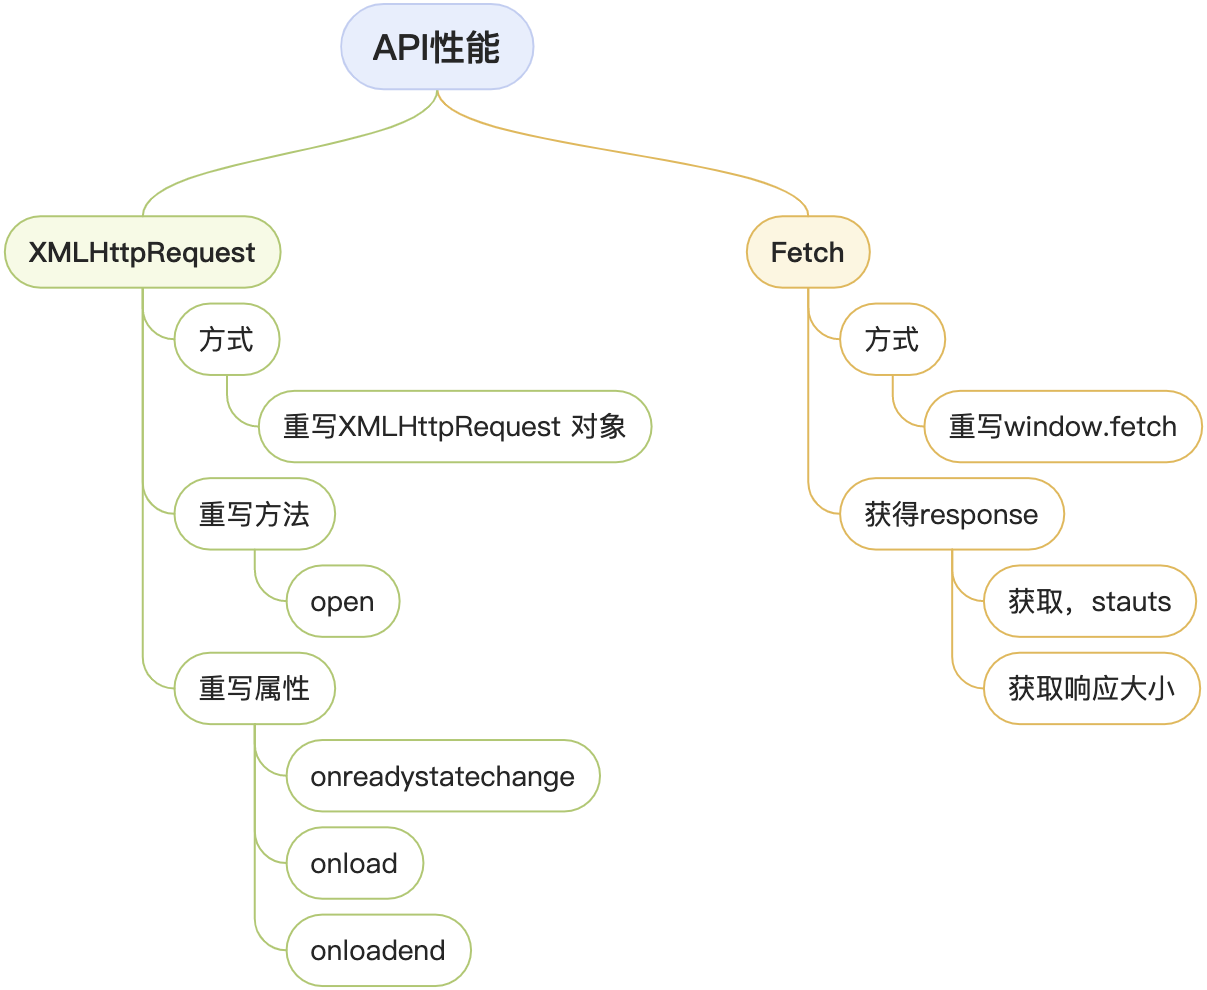 API性能
XMLHttpRequest
方式
重写XMLHttpRequest 对象
重写方法
open
重写属性
onreadystatechange
onload
onloadend
Fetch
方式
重写window.fetch
获得response
获取，stauts
获取响应大小